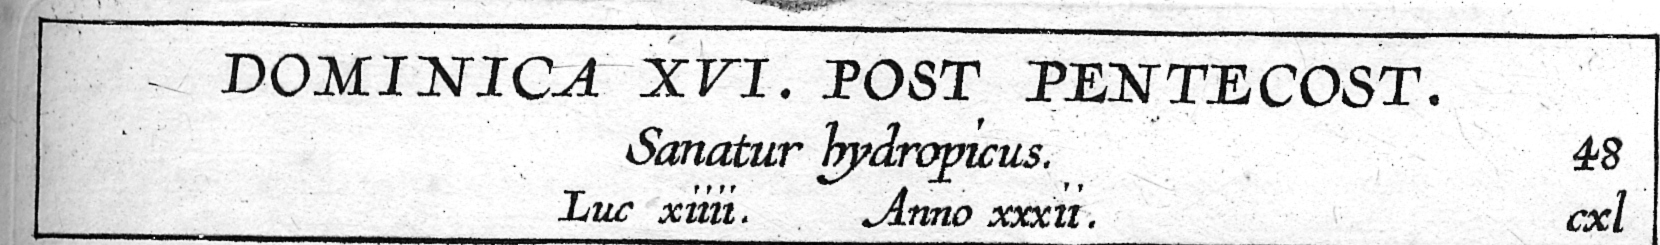 DOMINICA XVI. POST PENTECOST.
Sanatur hydropicus. 48
Luc xiiii. Anno xxxii. cxl